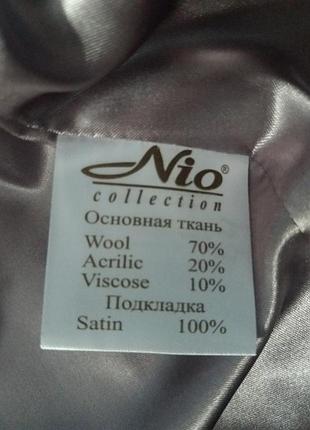 Nio®
collection
Основная ткань
Wool 70%
Acrilic 20%
Viscose 10%
Подкладка
Satin 100%